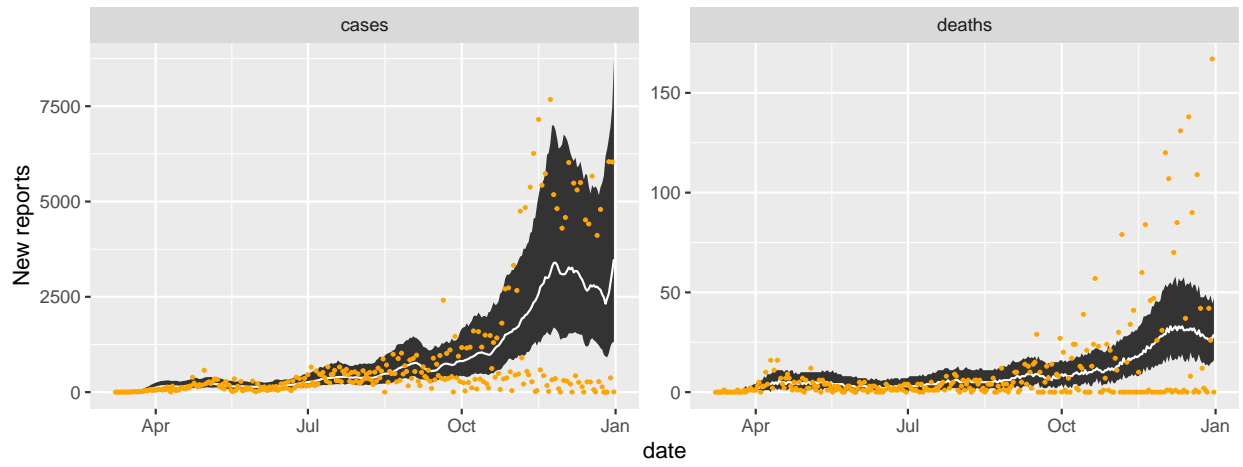 cases
deaths
New reports
7500
5000
2500
0
150
100
50
0
Apr
Jul
Oct
Jan
Apr
Jul
Oct
Jan
date